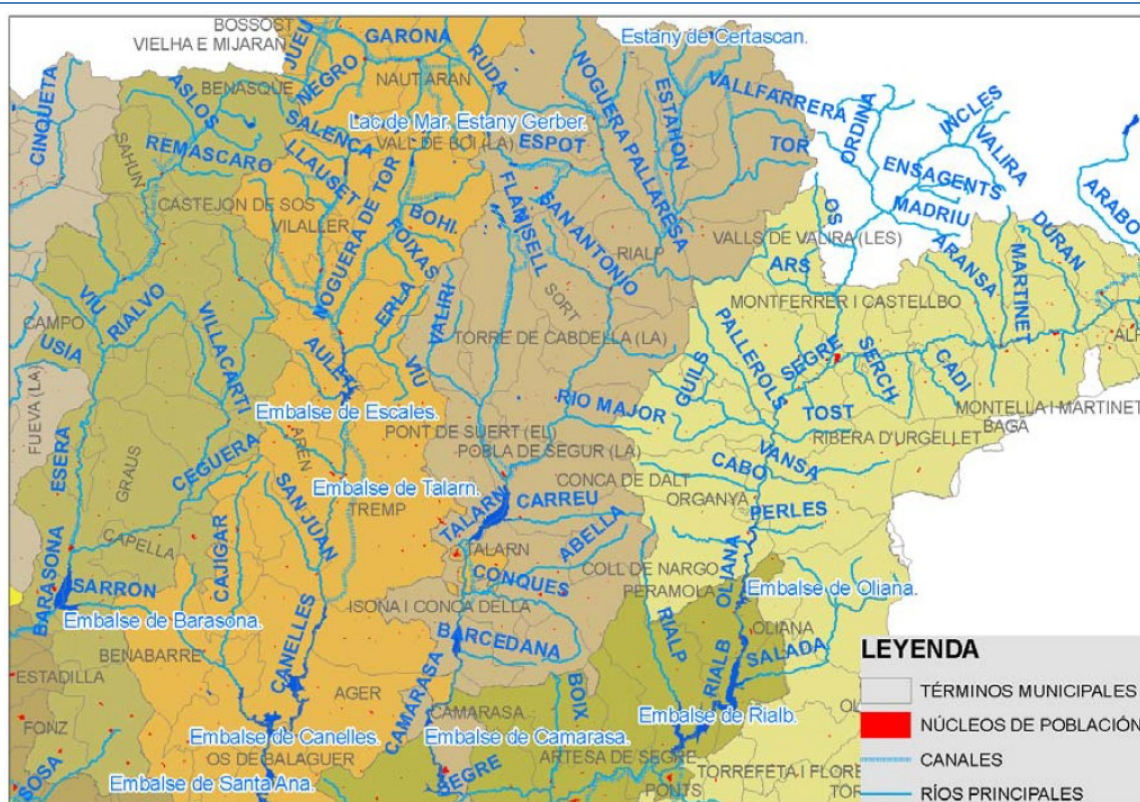 BOSSOST
VIELHA E MIJARAN
GARONA
JUEU
RUDA
Estany de Certascan.
CINQUETA
ASLOS
BENASQUE
NEGRO
NAUT ARAN
NOGUERA PALLARESA
ESTAHON
VALLFARRERA
ORDINA
INCLES
VALIRA
SALENCA
Lac de Mar.
Estany Gerber.
VALL DE BOI (LA)
ESPOT
TOR
SAHUN
REMASCARO
LLAUSET
NOGUERA DE TOR
FLAMISELL
SAN ANTONIO
ENSAGENTS
MADRIU
ARABO
CASTEJON DE SOS
VILALLER
BOHI.
FOIXAS
RIALP
OS
VALLS DE VALIRA (LES)
ARANSA
MARTINET
DURAN
VIU
RIALVO
VILLACARTI
ERLA
VALIRI
SORT
ARS
MONTFERRER I CASTELLBO
CAMPO
USIA
AULET
VIU
TORRE DE CABDELLA (LA)
GUILS
PALLEROLS
SEGRE
SERCH
CADI
ALP
FUEVA (LA)
Embalse de Escales.
RIO MAJOR
TOST
MONTELLA I MARTINET
BAGA
AREN
PONT DE SUERT (EL)
RIBERA D'URGELLET
ESERA
GRAUS
CEGUERA
SAN JUAN
POBLA DE SEGUR (LA)
CABO
VANSA
Embalse de Talarn.
CONCA DE DALT
ORGANYA
TREMP
TALARN
CARREU
PERLES
CAPELLA
CAJIGAR
TALARN
ABELLA
COLL DE NARGO
OLIANA
BARASONA
SARRON
CONQUES
PERAMOLA
Embalse de Oliana.
Embalse de Barasona.
ISONA I CONCA DELLA
RIALP
OLIANA
BENABARRE
CANELLES
BARCEDANA
SALADA
LEYENDA
ESTADILLA
AGER
CAMARASA
BOIX
RIALB
TÉRMINOS MUNICIPALES
FONZ
CAMARASA
Embalse de Rialb.
NÚCLEOS DE POBLACIÓN
Embalse de Canelles.
Embalse de Camarasa.
OS DE BALAGUER
ARTESA DE SEGRE
CANALES
SOSA
Embalse de Santa Ana.
SEGRE
PONTS
TORREFETA I FLORE
RÍOS PRINCIPALES